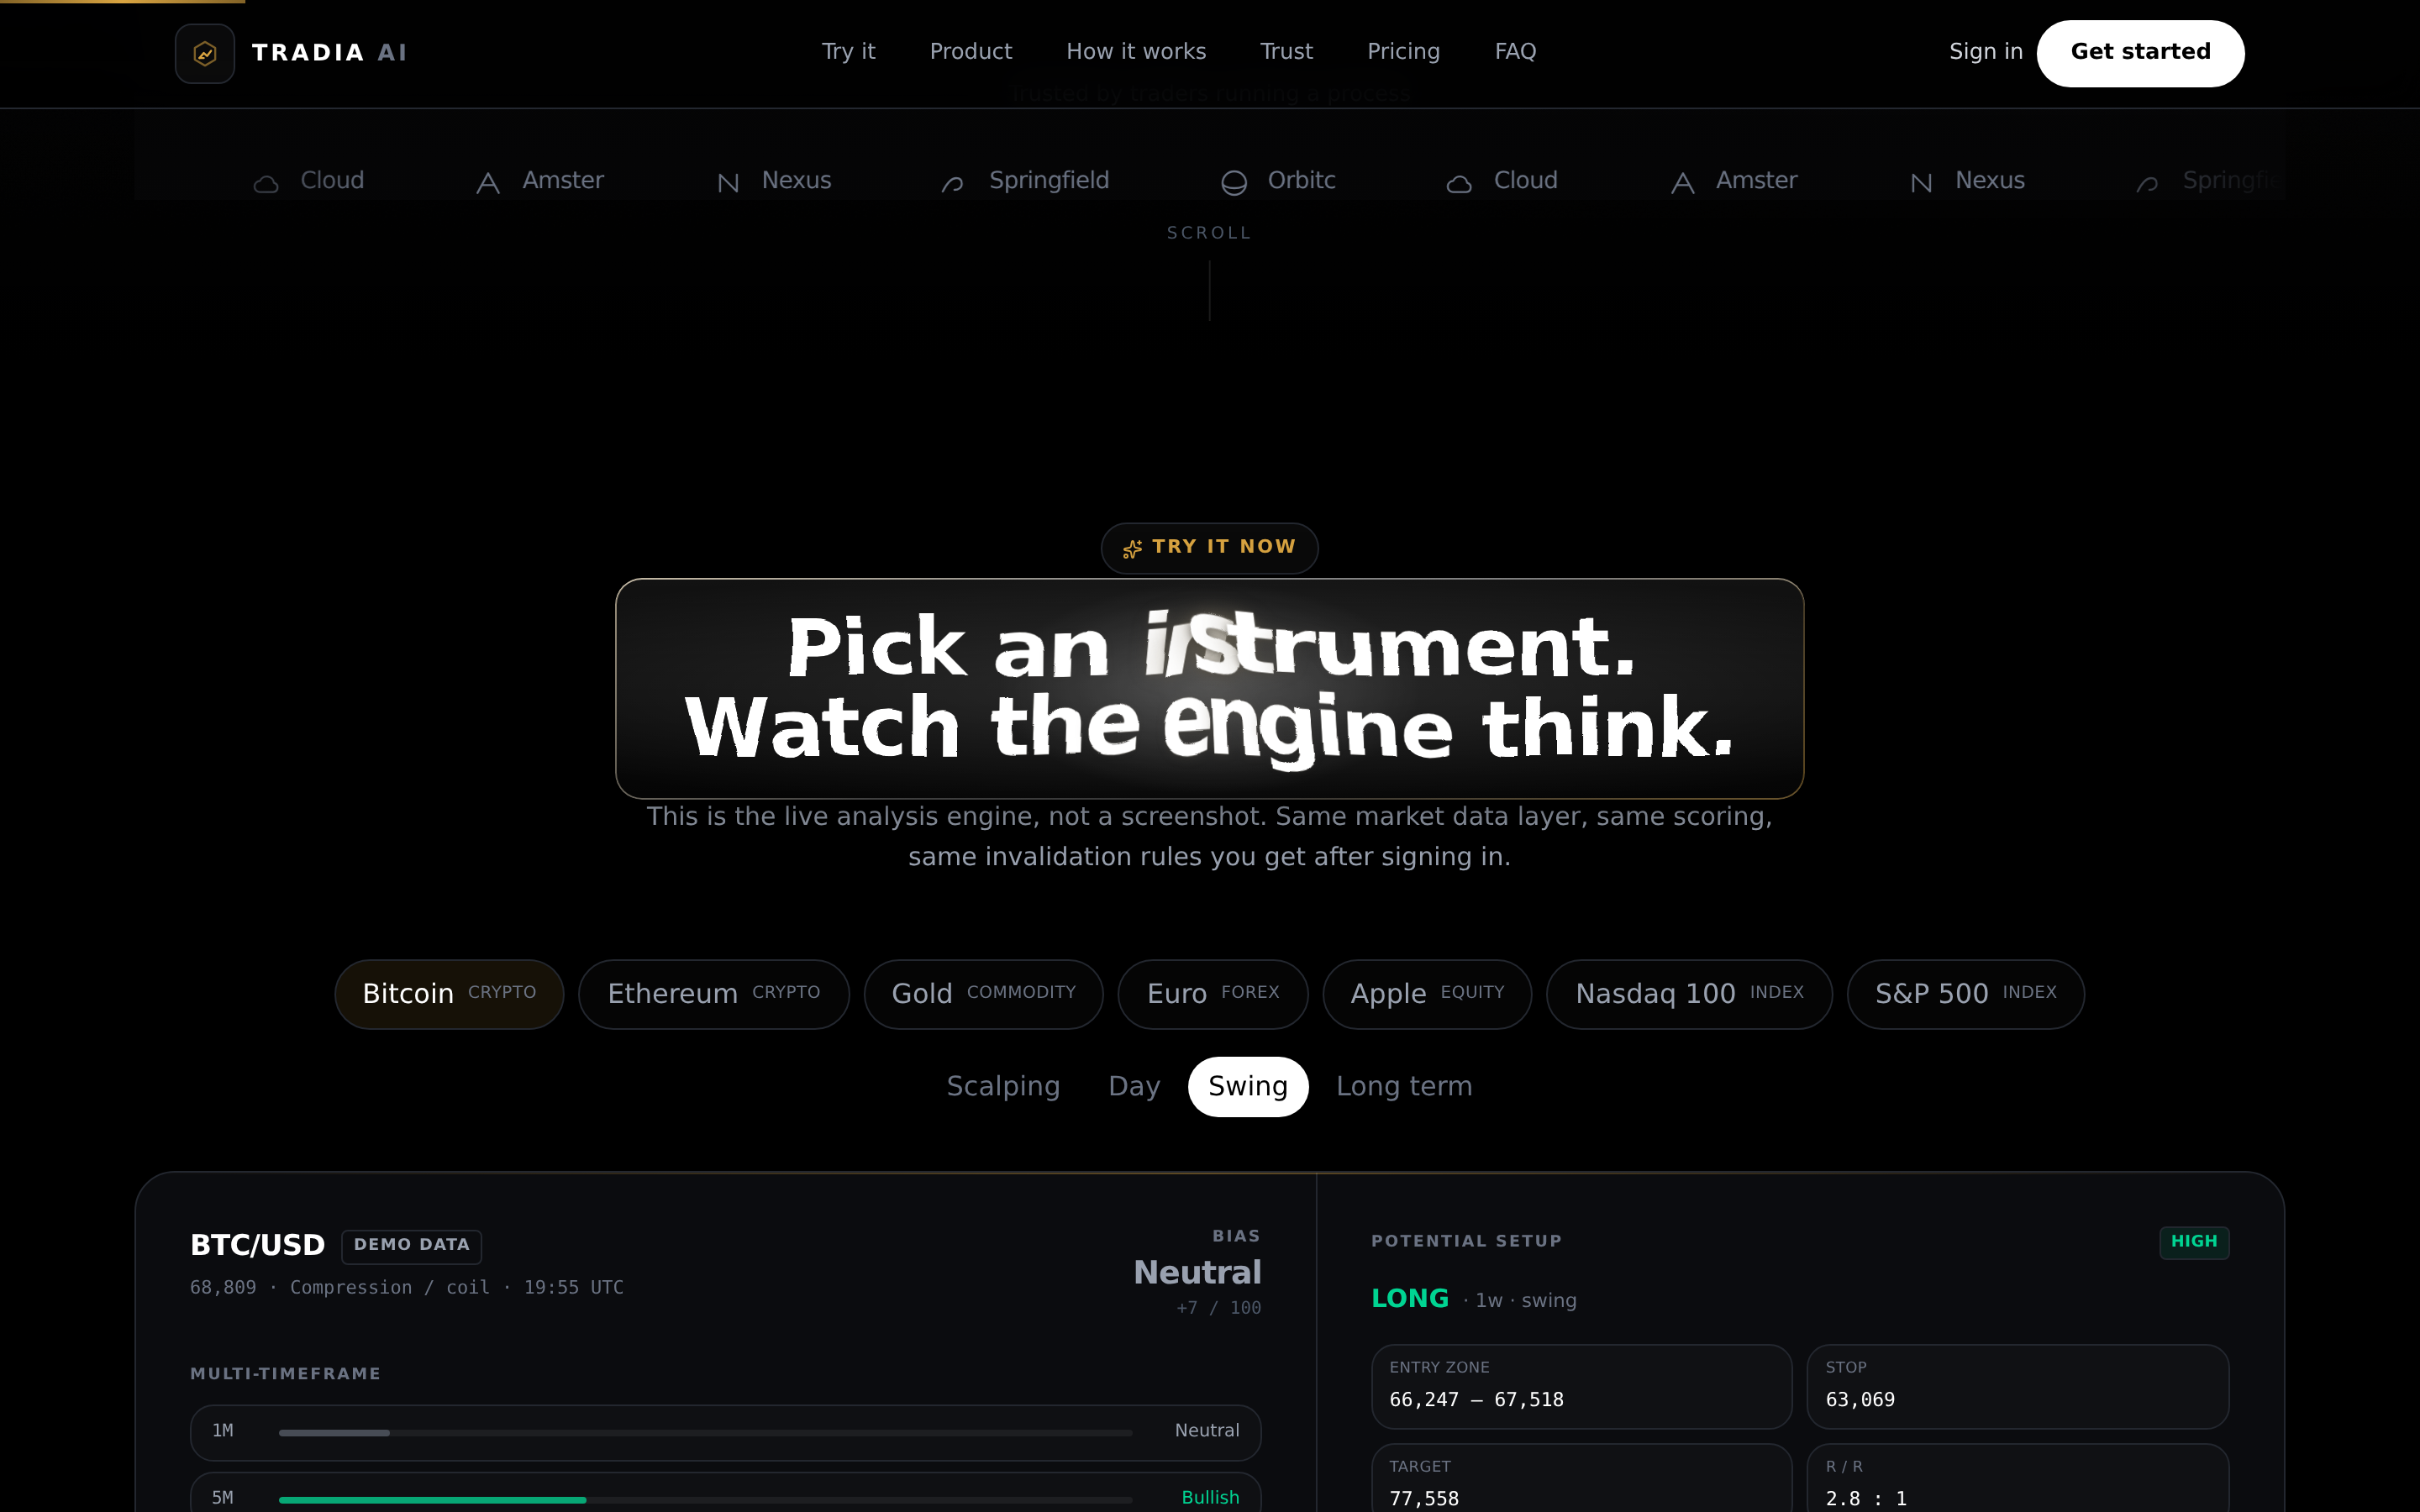 TRADIA AI
Try it
Product
How it works
Trust
Pricing
FAQ
Sign in
Get started
Trusted by traders running a process
Cloud
Amster
Nexus
Springfield
Orbitc
Cloud
Amster
Nexus
Springfie
SCROLL
TRY IT NOW
Pick an instrument.
Watch the engine think.
This is the live analysis engine, not a screenshot. Same market data layer, same scoring,
same invalidation rules you get after signing in.
Bitcoin CRYPTO
Ethereum CRYPTO
Gold COMMODITY
Euro FOREX
Apple EQUITY
Nasdaq 100 INDEX
S&P 500 INDEX
Scalping
Day
Swing
Long term
BTC/USD DEMO DATA
68,809 · Compression / coil · 19:55 UTC
BIAS
Neutral
+7 / 100
MULTI-TIMEFRAME
1M
Neutral
5M
Bullish
POTENTIAL SETUP
HIGH
LONG · 1w · swing
ENTRY ZONE
66,247 – 67,518
STOP
63,069
TARGET
77,558
R / R
2.8 : 1